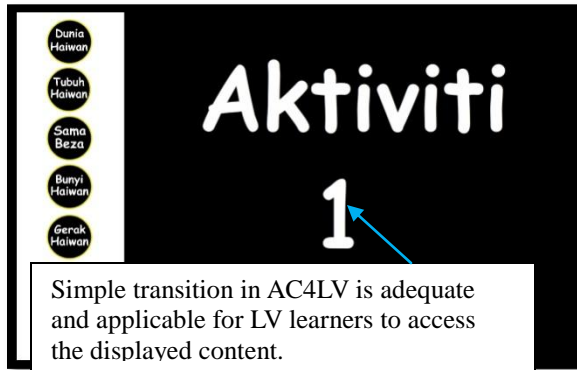 Dunia
Haiwan
Tubuh
Haiwan
Sama
Beza
Bunyi
Haiwan
Gerak
Haiwan
Aktiviti
1
Simple transition in AC4LV is adequate
and applicable for LV learners to access
the displayed content.